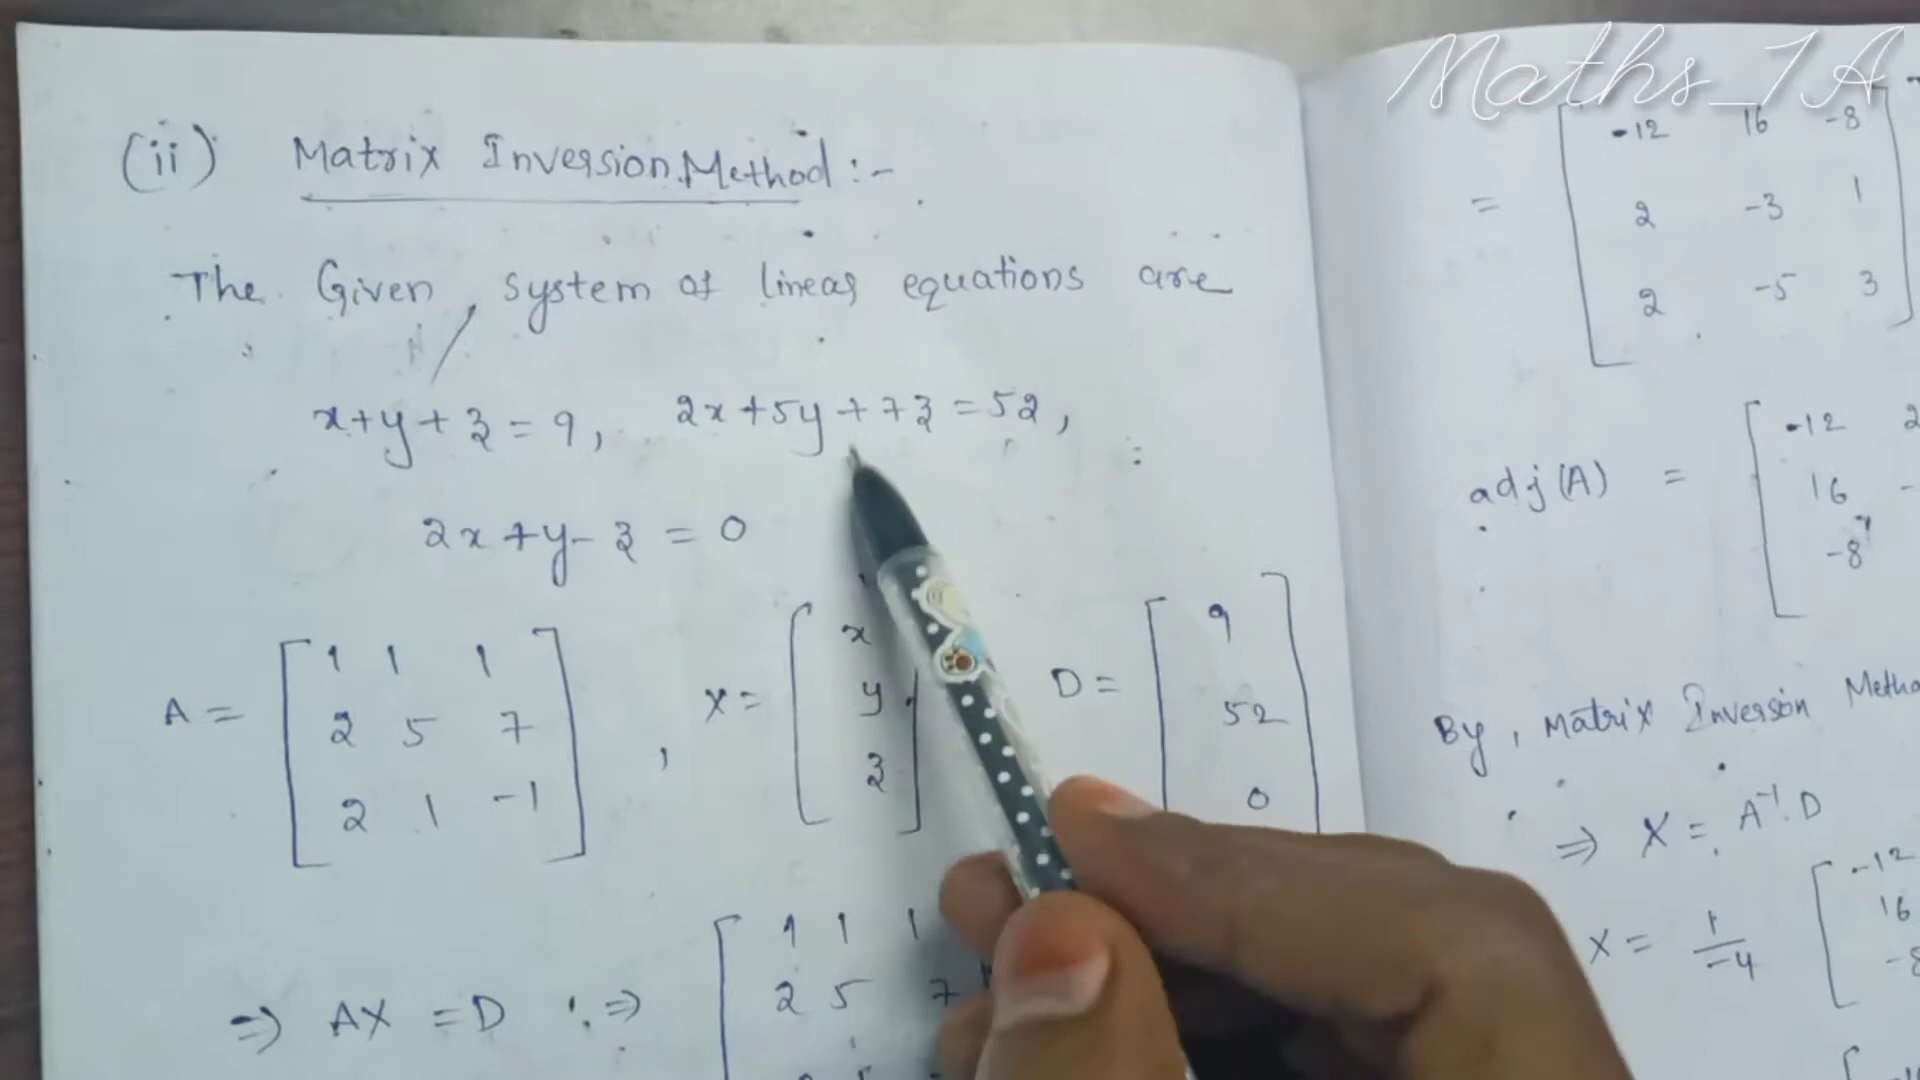 Maths_1A
(ii) Matrix Inversion Method :-
The Given, system of linear equations are
x+y+z = 9, 2x+5y+7z = 52,
2x+y-z = 0
A = [ 1 1 1
2 5 7
2 1 -1 ] , X = [ x
y
z ] D = [ 9
52
0 ]
⇒ AX = D ∴ ⇒ [ 1 1 1
2 5 7
= [ -12 16 -8
2 -3 1
2 -5 3 ]
adj(A) = [ -12 2
16 -
-8
By, Matrix Inversion
⇒ X = A⁻¹. D
X = 1/-4 [ -12
16
-8